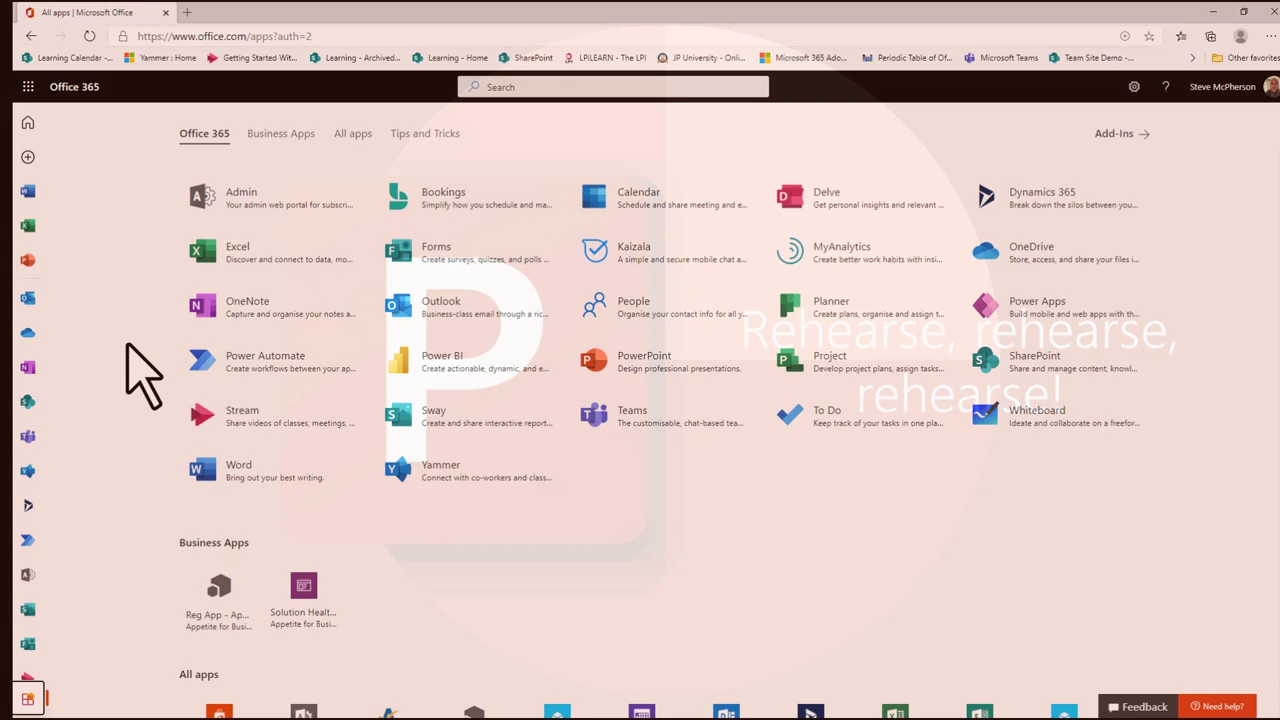 All apps | Microsoft Office
https://www.office.com/apps?auth=2
Learning Calendar -... Yammer : Home Getting Started Wit... Learning - Archived... Learning - Home SharePoint LPiLEARN - The LPI JP University - Onli... Microsoft 365 Ado... Periodic Table of Of... Microsoft Teams Team Site Demo -... Other favorites
Office 365 Search ? Steve McPherson
Office 365 Business Apps All apps Tips and Tricks Add-Ins
Admin Bookings Calendar Delve Dynamics 365
Your admin web portal for subscri... Simplify how you schedule and ma... Schedule and share meeting and e... Get personal insights and relevant ... Break down the silos between you...
Excel Forms Kaizala MyAnalytics OneDrive
Discover and connect to data, mo... Create surveys, quizzes, and polls ... A simple and secure mobile chat a... Create better work habits with insi... Store, access, and share your files i...
OneNote Outlook People Planner Power Apps
Capture and organise your notes a... Business-class email through a ric... Organise your contact info for all y... Create plans, organise and assign t... Build mobile and web apps with th...
P
Rehearse, rehearse,
Power Automate Power BI PowerPoint Project SharePoint
Create workflows between your ap... Create actionable, dynamic, and e... Design professional presentations. Develop project plans, assign tasks... Share and manage content, knowl...
rehearse!
Stream Sway Teams To Do Whiteboard
Share videos of classes, meetings, ... Create and share interactive report... The customisable, chat-based tea... Keep track of your tasks in one pla... Ideate and collaborate on a freefor...
Word Yammer
Bring out your best writing. Connect with co-workers and class...
Business Apps
Reg App - Ap... Solution Healt...
Appetite for Busi... Appetite for Busi...
All apps
Feedback Need help?